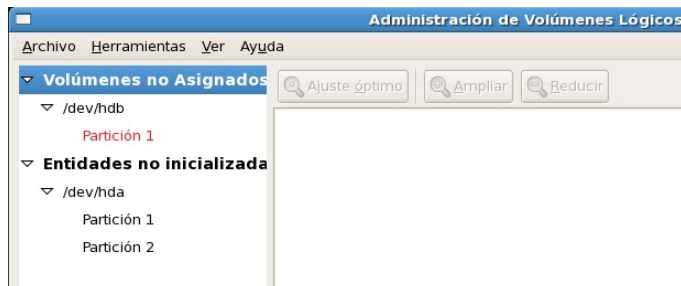 Administración de Volúmenes Lógicos
Archivo Herramientas Ver Ayuda
Volúmenes no Asignados
Ajuste óptimo Ampliar Reducir
/dev/hdb
Partición 1
Entidades no inicializada
/dev/hda
Partición 1
Partición 2